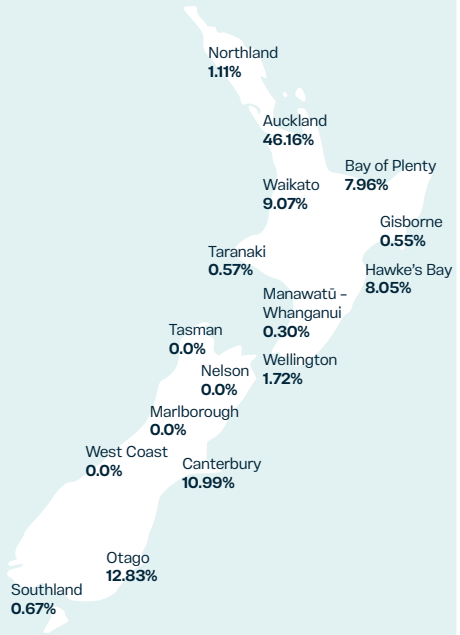 Northland
1.11%
Auckland
46.16%
Bay of Plenty
7.96%
Waikato
9.07%
Gisborne
0.55%
Taranaki
0.57%
Hawke's Bay
8.05%
Manawatū –
Whanganui
0.30%
Tasman
0.0%
Wellington
1.72%
Nelson
0.0%
Marlborough
0.0%
West Coast
0.0%
Canterbury
10.99%
Otago
12.83%
Southland
0.67%